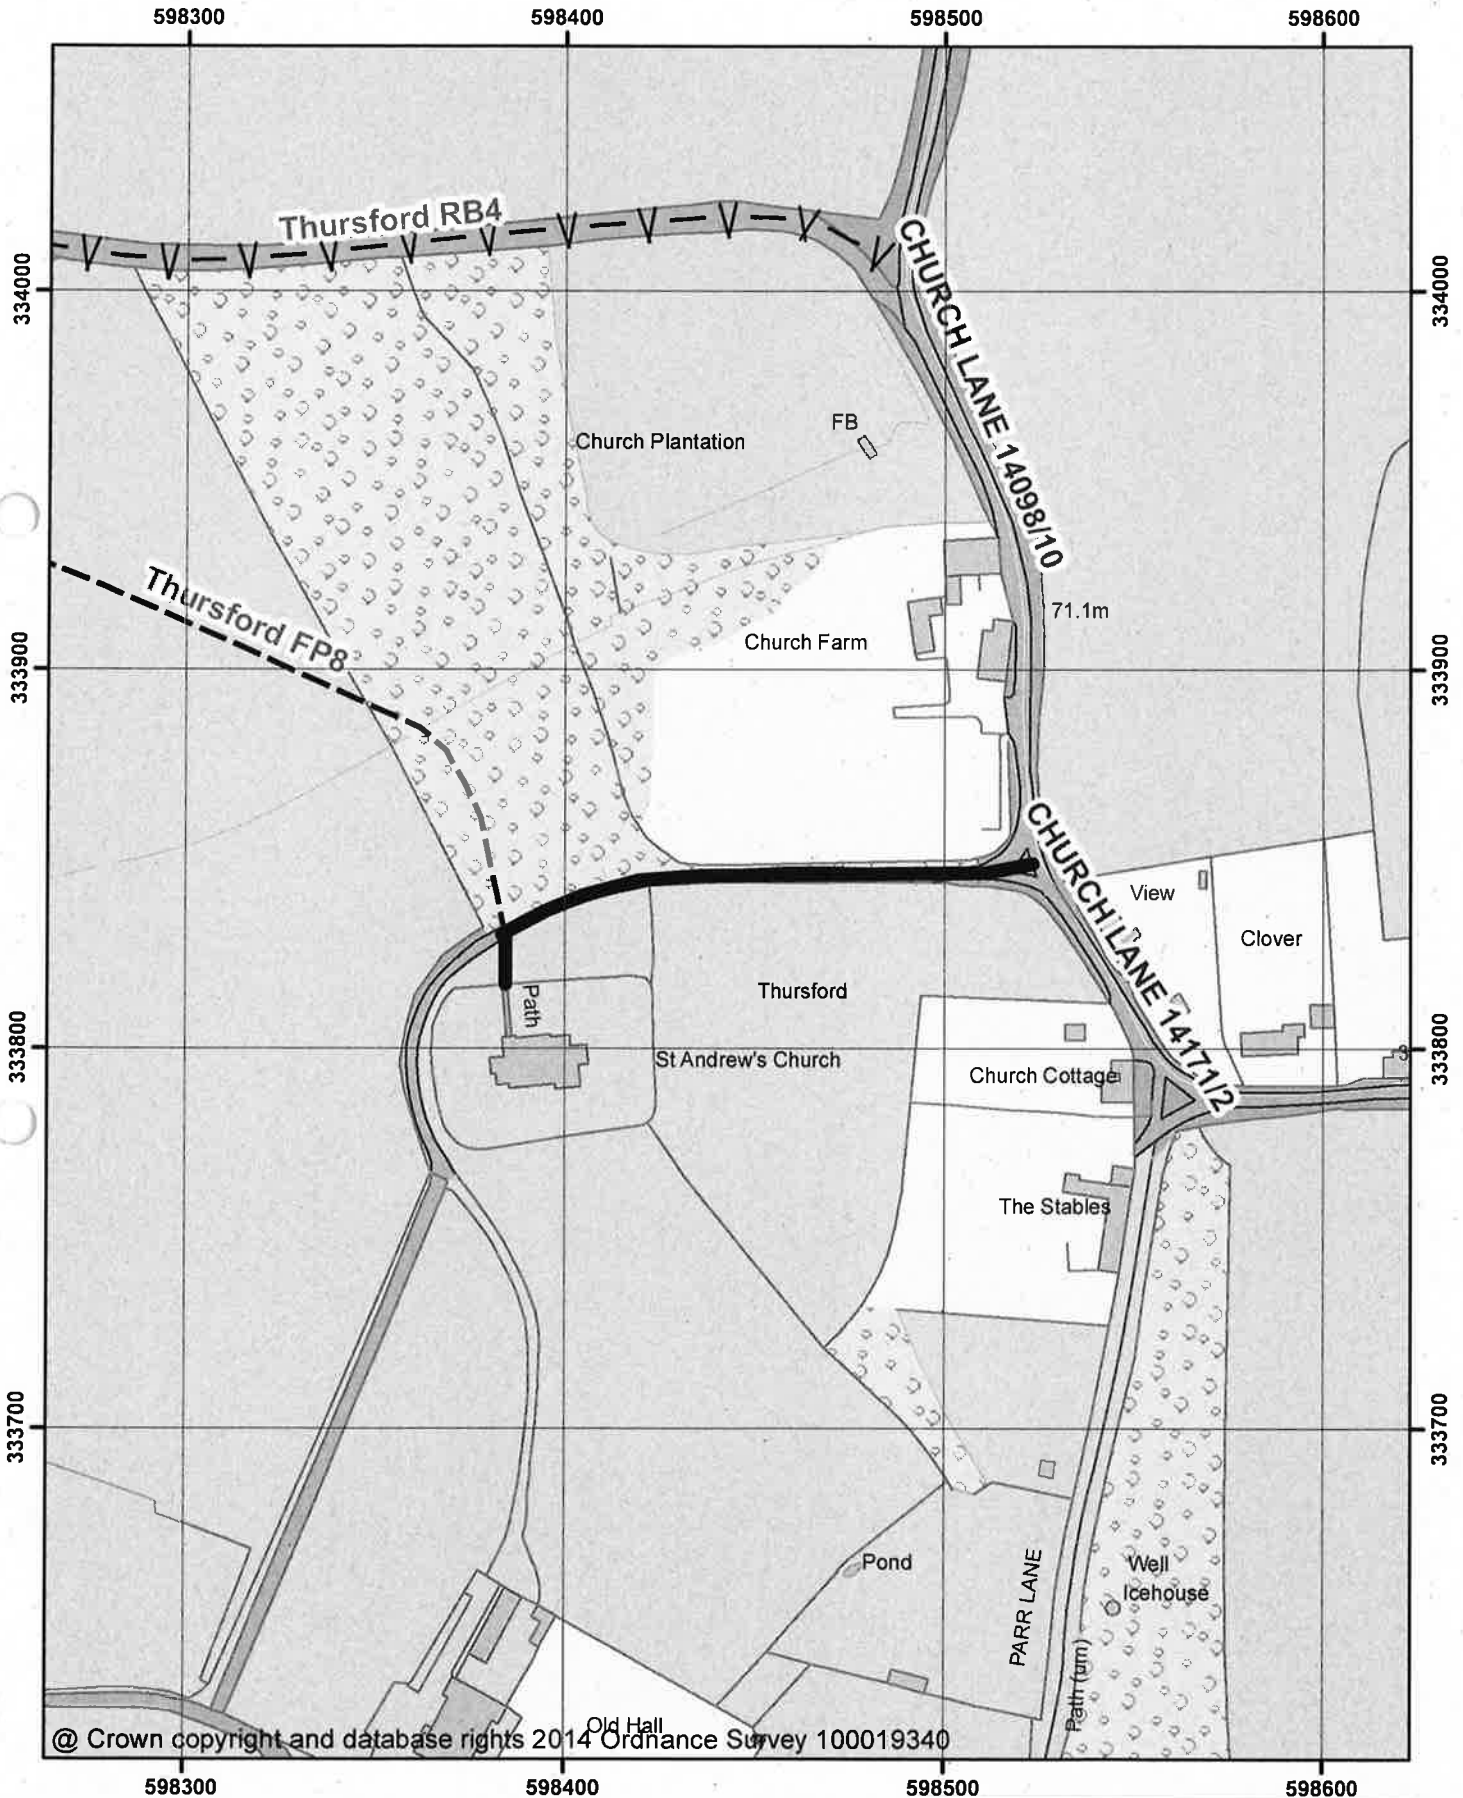 598300
598400
598500
598600
Thursford RB4
CHURCH LANE 14098/10
334000
334000
FB
Church Plantation
Thursford FP8
71.1m
Church Farm
333900
333900
CHURCH LANE 14171/2
View
Clover
Path
Thursford
333800
333800
St Andrew's Church
Church Cottage
3
The Stables
333700
333700
Pond
PARR LANE
Well
Icehouse
Path (um)
Old Hall
@ Crown copyright and database rights 2014 Ordnance Survey 100019340
598300
598400
598500
598600